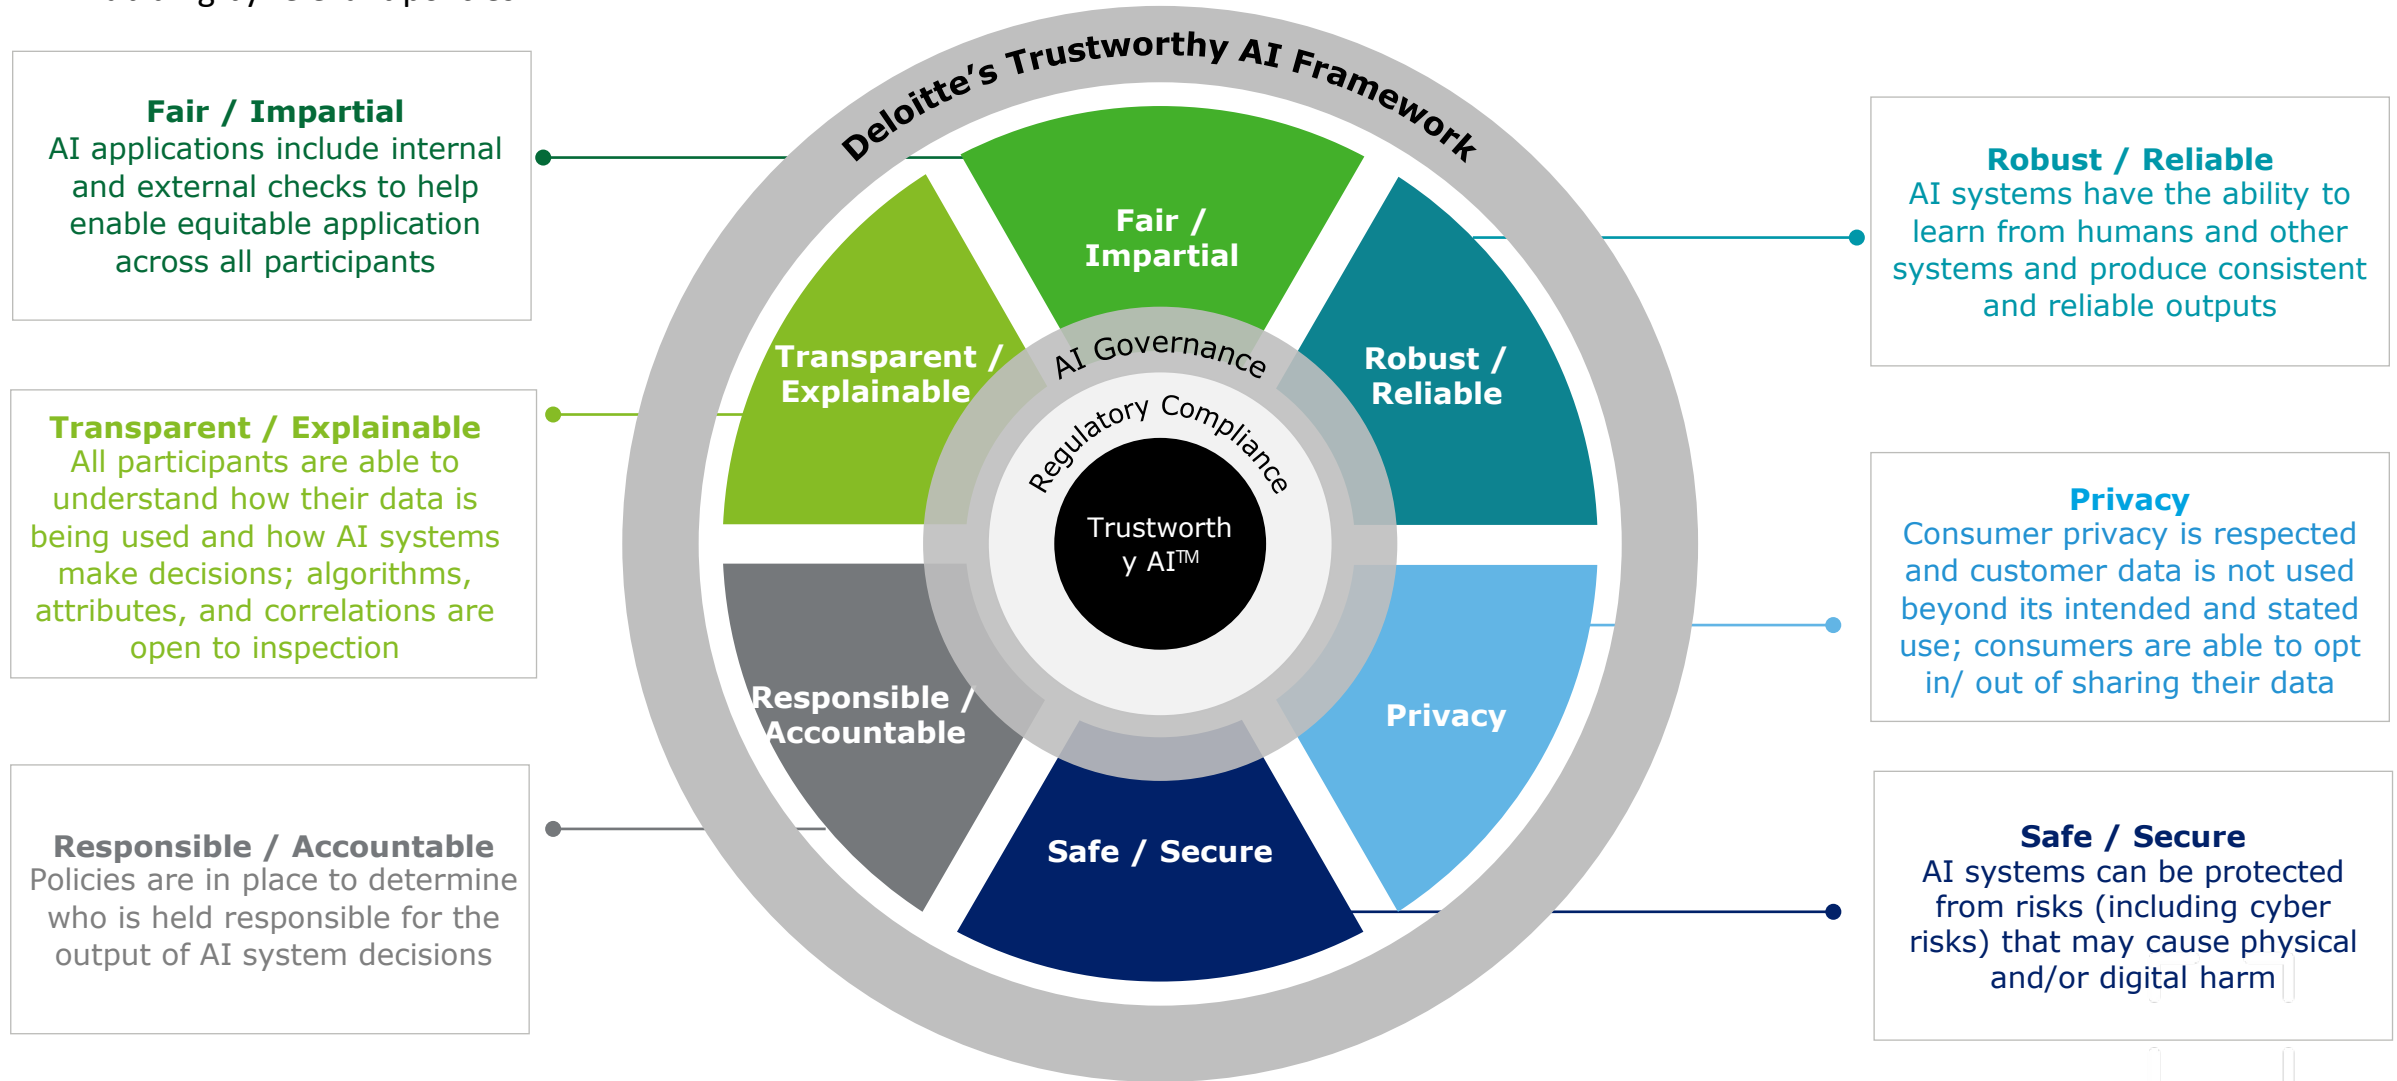 Deloitte’s Trustworthy AI Framework
Fair / Impartial
AI applications include internal
and external checks to help
enable equitable application
across all participants
Transparent / Explainable
All participants are able to
understand how their data is
being used and how AI systems
make decisions; algorithms,
attributes, and correlations are
open to inspection
Responsible / Accountable
Policies are in place to determine
who is held responsible for the
output of AI system decisions
Fair /
Impartial
Transparent /
Explainable
Robust /
Reliable
AI Governance
Regulatory Compliance
Trustworth
y AI™
Responsible /
Accountable
Privacy
Safe / Secure
Robust / Reliable
AI systems have the ability to
learn from humans and other
systems and produce consistent
and reliable outputs
Privacy
Consumer privacy is respected
and customer data is not used
beyond its intended and stated
use; consumers are able to opt
in/ out of sharing their data
Safe / Secure
AI systems can be protected
from risks (including cyber
risks) that may cause physical
and/or digital harm